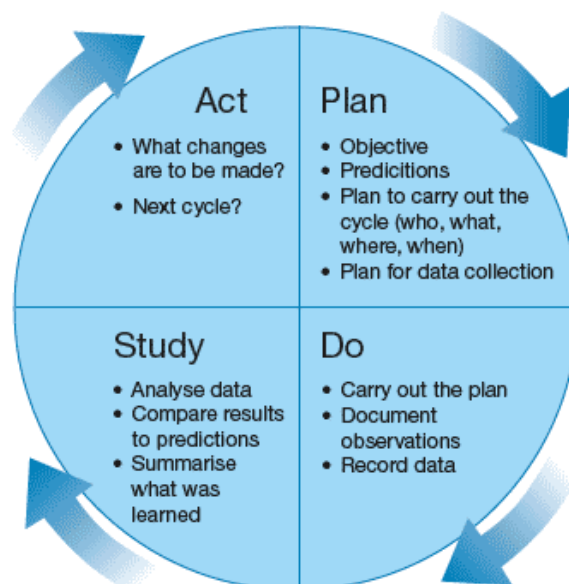 Act
• What changes
are to be made?
• Next cycle?
Plan
• Objective
• Predicitions
• Plan to carry out the
cycle (who, what,
where, when)
• Plan for data collection
Study
• Analyse data
• Compare results
to predictions
• Summarise
what was
learned
Do
• Carry out the plan
• Document
observations
• Record data